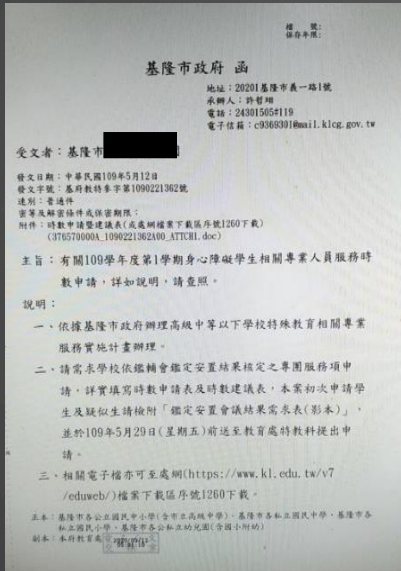 檔　　號:
保存年限:
基隆市政府 函
地址：20201基隆市義一路1號
承辦人：許哲翊
電話：24301505#119
電子信箱：c9369301@mail.klcg.gov.tw
受文者：基隆市
發文日期：中華民國109年5月12日
發文字號：基府教特參字第1090221362號
速別：普通件
密等及解密條件或保密期限：
附件：時數申請暨建議表(或處網檔案下載區序號1260下載)
(376570000A_1090221362A00_ATTCH1.doc)
主旨：有關109學年度第1學期身心障礙學生相關專業人員服務時
數申請，詳如說明，請查照。
說明：
一、依據基隆市政府辦理高級中等以下學校特殊教育相關專業
服務實施計畫辦理。
二、請需求學校依鑑輔會鑑定安置結果核定之專團服務項申
請，詳實填寫時數申請表及時數建議表，本案初次申請學
生及疑似生請檢附「鑑定安置會議結果需求表(影本)」，
並於109年5月29日(星期五)前送至教育處特教科提出申
請。
三、相關電子檔亦可至處網(https://www.kl.edu.tw/v7
/eduweb/)檔案下載區序號1260下載。
正本：基隆市各公立國民中小學(含市立高級中學)、基隆市各私立國民中學、基隆市各
私立國民小學、基隆市各公私立幼兒園(含國小附幼)
副本：本府教育處